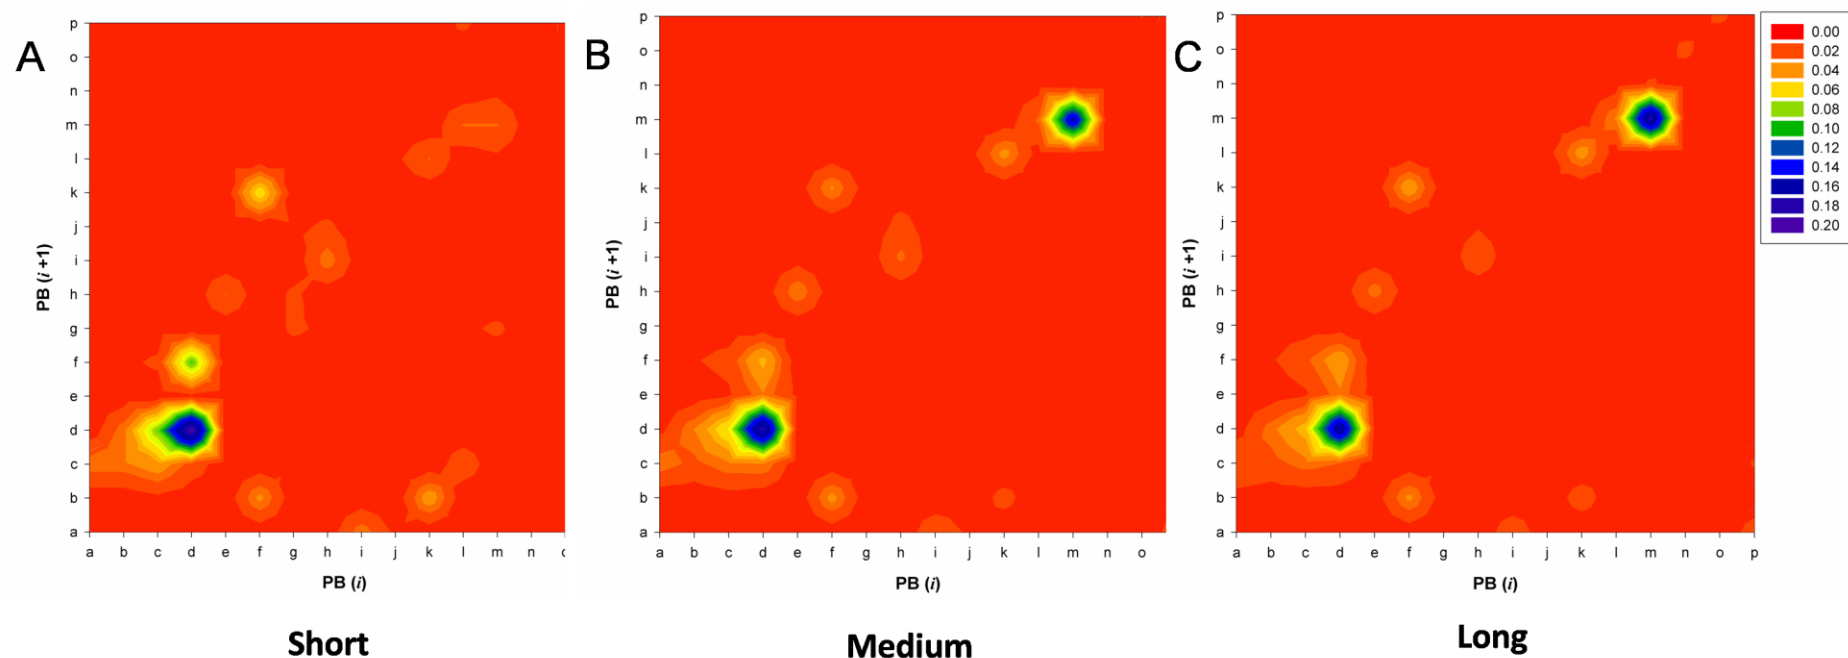 A
p
o
n
m
l
k
j
i
h
g
f
e
d
c
b
a
PB (i +1)
a b c d e f g h i j k l m n
PB (i)
Short
B
p
o
n
m
l
k
j
i
h
g
f
e
d
c
b
a
PB (i +1)
a b c d e f g h i j k l m n o
PB (i)
Medium
C
p
o
n
m
l
k
j
i
h
g
f
e
d
c
b
a
PB (i +1)
a b c d e f g h i j k l m n o p
PB (i)
Long
0.00
0.02
0.04
0.06
0.08
0.10
0.12
0.14
0.16
0.18
0.20